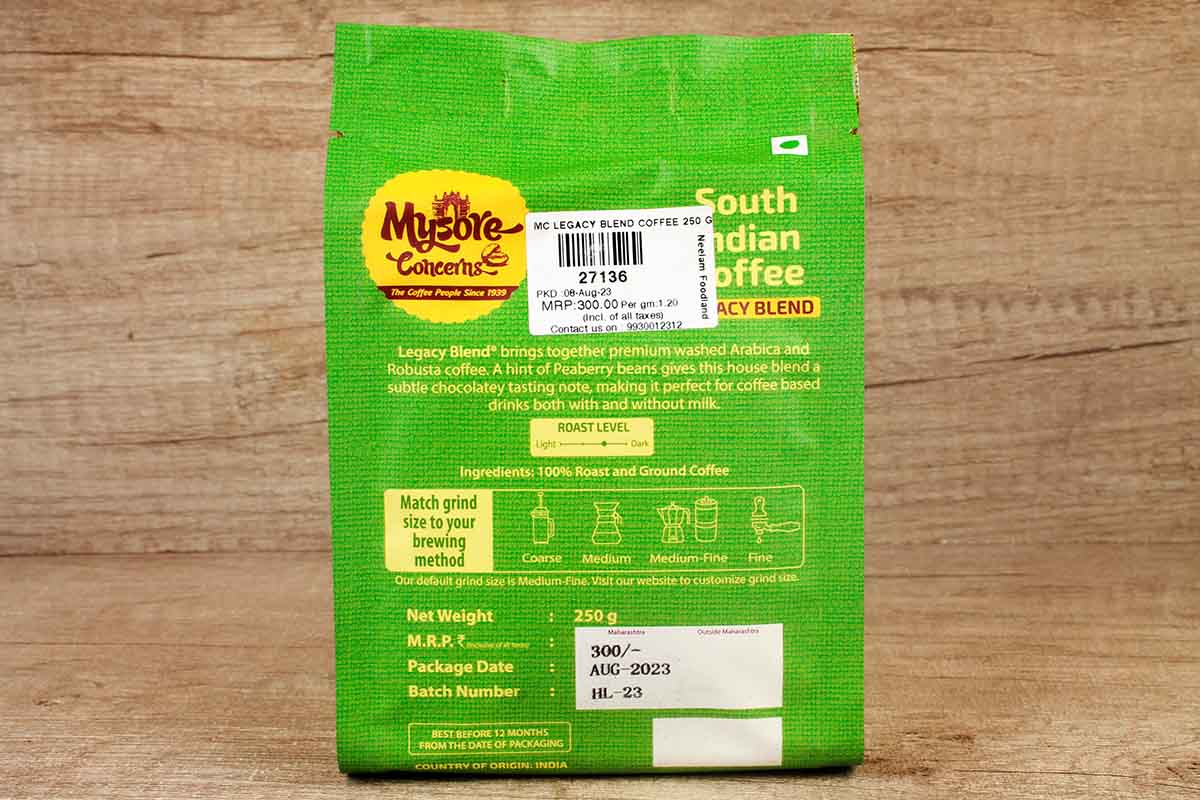 Mysore
Concerns
The Coffee People Since 1939
MC LEGACY BLEND COFFEE 250 G
27136
PKD :08-Aug-23
MRP:300.00 Per gm:1.20
(Incl. of all taxes)
Contact us on : 9930012312
Neelam Foodland
South
ndian
offee
ACY BLEND
Legacy Blend® brings together premium washed Arabica and
Robusta coffee. A hint of Peaberry beans gives this house blend a
subtle chocolatey tasting note, making it perfect for coffee based
drinks both with and without milk.
ROAST LEVEL
Light Dark
Ingredients: 100% Roast and Ground Coffee
Match grind
size to your
brewing
method
Coarse Medium Medium-Fine Fine
Our default grind size is Medium-Fine. Visit our website to customize grind size.
Net Weight : 250 g
Maharashtra Outside Maharashtra
M.R.P. ₹ (Inclusive of all taxes) : 300/-
Package Date : AUG-2023
Batch Number : HL-23
BEST BEFORE 12 MONTHS
FROM THE DATE OF PACKAGING
COUNTRY OF ORIGIN: INDIA